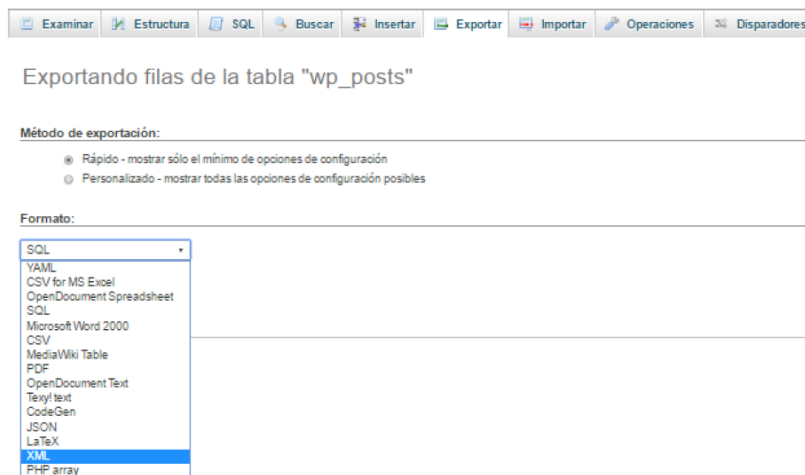 Examinar Estructura SQL Buscar Insertar Exportar Importar Operaciones Disparadores
Exportando filas de la tabla "wp_posts"
Método de exportación:
Rápido - mostrar sólo el mínimo de opciones de configuración
Personalizado - mostrar todas las opciones de configuración posibles
Formato:
SQL
YAML
CSV for MS Excel
OpenDocument Spreadsheet
SQL
Microsoft Word 2000
CSV
MediaWiki Table
PDF
OpenDocument Text
Texy! text
CodeGen
JSON
LaTeX
XML
PHP array